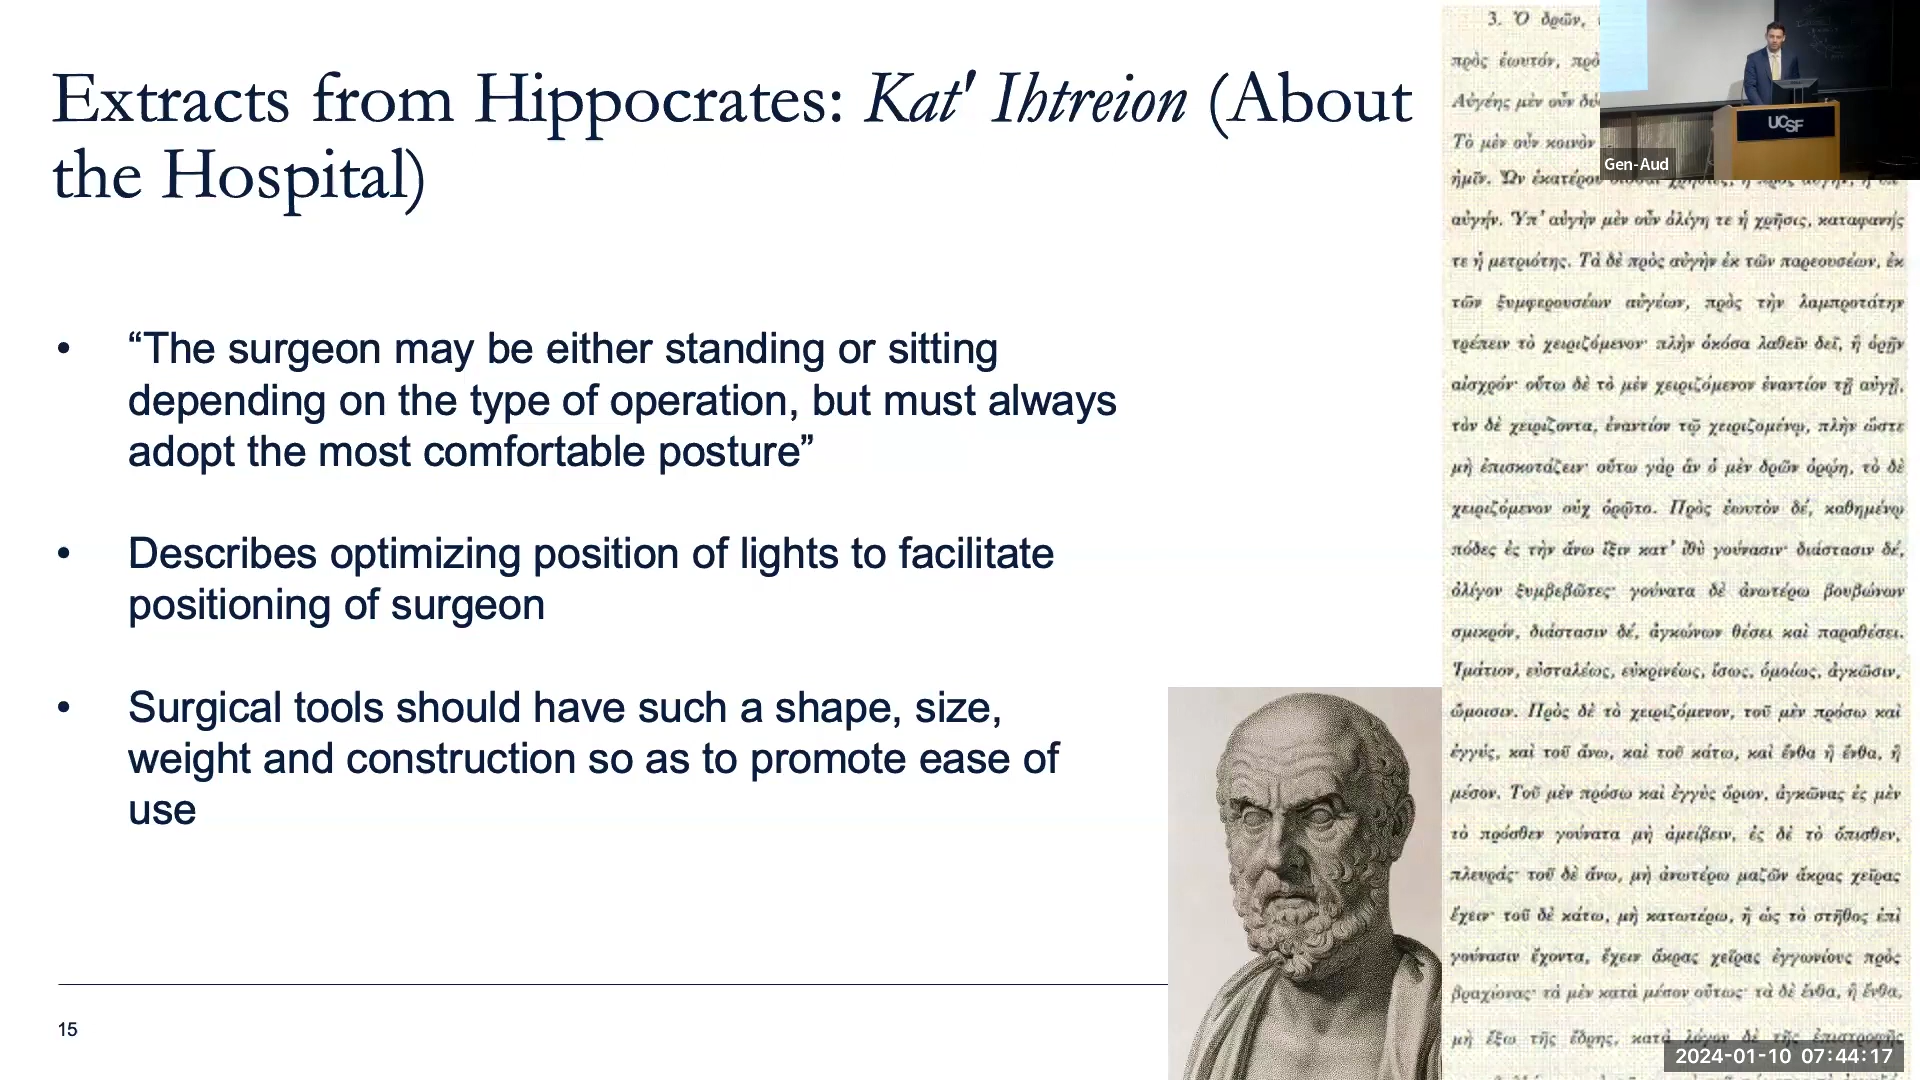 Extracts from Hippocrates: Kat' Ihtreion (About
the Hospital)
• “The surgeon may be either standing or sitting
depending on the type of operation, but must always
adopt the most comfortable posture”
• Describes optimizing position of lights to facilitate
positioning of surgeon
• Surgical tools should have such a shape, size,
weight and construction so as to promote ease of
use
15
3. Ὁ δρῶν,
πρὸς ἑωυτόν, πρὸ
Αὐγέης μὲν οὖν δύ
Τὸ μὲν οὖν κοινὸν
ἡμῖν. Ὧν ἑκατέρου
αὐγήν. Ὑπ' αὐγὴν μὲν οὖν ὀλίγη τε ἡ χρῆσις, καταφανής
τε ἡ μετριότης. Τὰ δὲ πρὸς αὐγὴν ἐκ τῶν παρεουσέων, ἐκ
τῶν ξυμφερουσέων αὐγέων, πρὸς τὴν λαμπροτάτην
τρέπειν τὸ χειριζόμενον· πλὴν ὁκόσα λαθεῖν δεῖ, ἢ ὁρῇν
αἰσχρόν· οὕτω δὲ τὸ μὲν χειριζόμενον ἐναντίον τῇ αὐγῇ,
τὸν δὲ χειρίζοντα, ἐναντίον τῷ χειριζομένῳ, πλὴν ὥστε
μὴ ἐπισκοτάζειν· οὕτω γὰρ ἂν ὁ μὲν δρῶν ὁρῴη, τὸ δὲ
χειριζόμενον οὐχ ὁρῷτο. Πρὸς ἑωυτὸν δέ, καθημένῳ
πόδες ἐς τὴν ἄνω ἴξιν κατ' ἰθὺ γούνασιν· διάστασιν δέ,
ὀλίγον ξυμβεβῶτες· γούνατα δὲ ἀνωτέρω βουβώνων
σμικρόν, διάστασιν δέ, ἀγκώνων θέσει καὶ παραθέσει.
Ἱμάτιον, εὐσταλέως, εὐκρινέως, ἴσως, ὁμοίως, ἀγκῶσιν,
ὤμοισιν. Πρὸς δὲ τὸ χειριζόμενον, τοῦ μὲν πρόσω καὶ
ἐγγύς, καὶ τοῦ ἄνω, καὶ τοῦ κάτω, καὶ ἔνθα ἢ ἔνθα, ἢ
μέσον. Τοῦ μὲν πρόσω καὶ ἐγγὺς ὅριον, ἀγκῶνας ἐς μὲν
τὸ πρόσθεν γούνατα μὴ ἀμείβειν, ἐς δὲ τὸ ὄπισθεν,
πλευράς· τοῦ δὲ ἄνω, μὴ ἀνωτέρω μαζῶν ἄκρας χεῖρας
ἔχειν· τοῦ δὲ κάτω, μὴ κατωτέρω, ἢ ὡς τὸ στῆθος ἐπὶ
γούνασιν ἔχοντα, ἔχειν ἄκρας χεῖρας ἐγγωνίους πρὸς
βραχίονας· τὰ μὲν κατὰ μέσον οὕτως· τὰ δὲ ἔνθα, ἢ ἔνθα,
μὴ ἔξω τῆς ἕδρης, κατὰ λόγον δὲ τῆς ἐπιστροφῆς
UCSF
Gen-Aud
2024-01-10 07:44:17